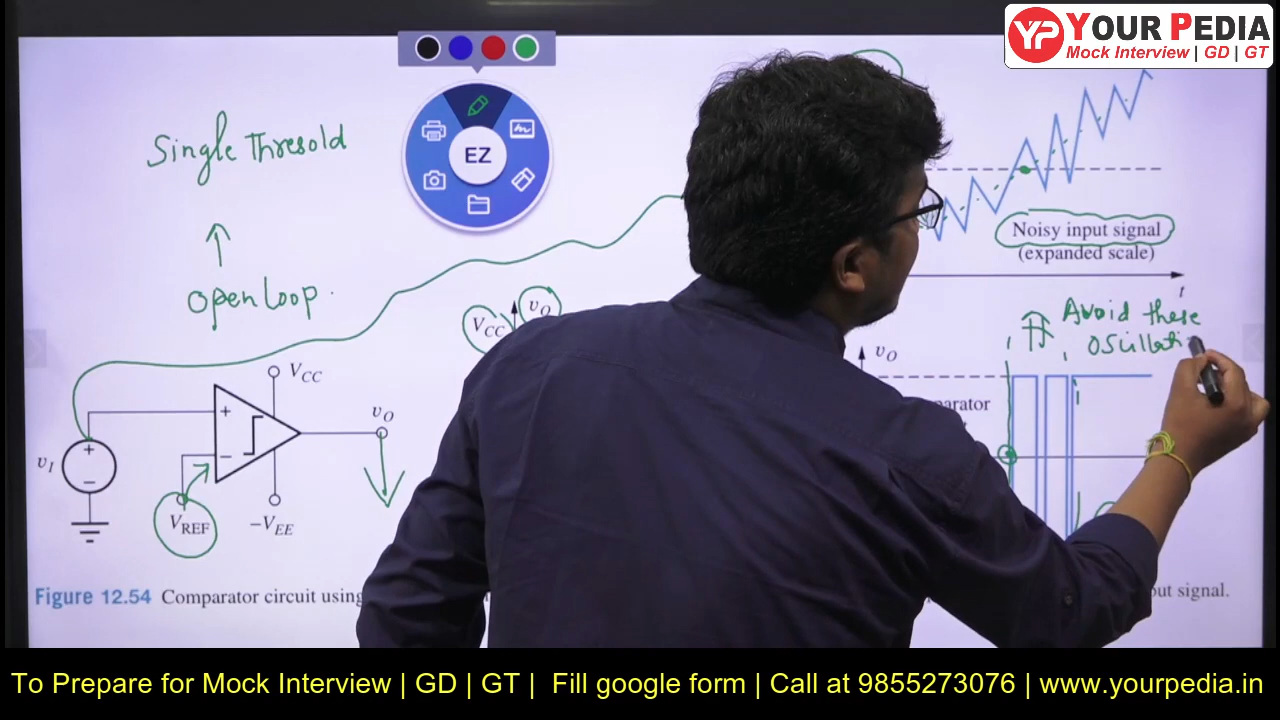 YOUR PEDIA
Mock Interview | GD | GT
YP
Single Thresold
EZ
Noisy input signal
(expanded scale)
t
open loop.
Avoid these
Oscillati
VCC
vO
vO
VCC
vO
vI
+
−
+
−
VREF
−VEE
Figure 12.54 Comparator circuit using
put signal.
To Prepare for Mock Interview | GD | GT | Fill google form | Call at 9855273076 | www.yourpedia.in